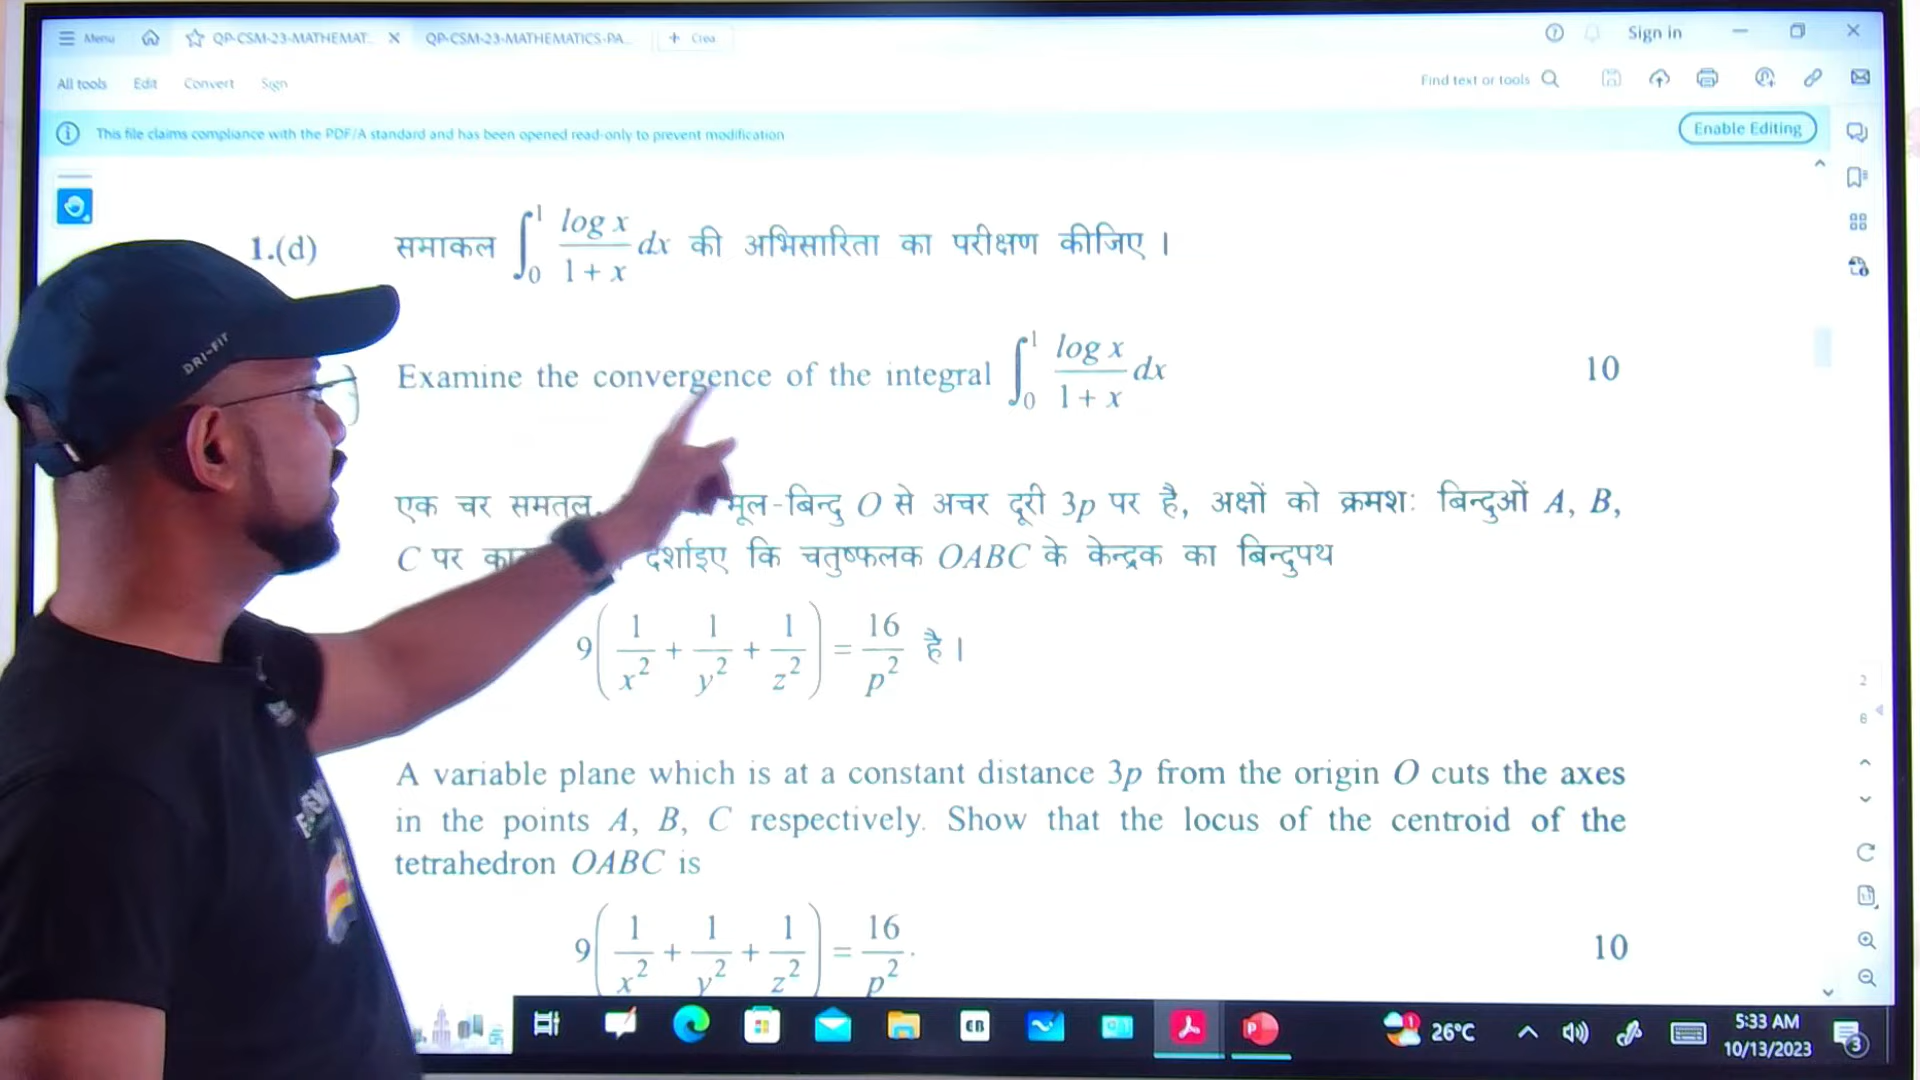 Menu QP-CSM-23-MATHEMAT... QP-CSM-23-MATHEMATICS-PA... + Crea Sign in
All tools Edit Convert Sign Find text or tools
This file claims compliance with the PDF/A standard and has been opened read-only to prevent modification Enable Editing
1.(d) समाकल ∫₀¹ log x / (1 + x) dx की अभिसारिता का परीक्षण कीजिए ।
Examine the convergence of the integral ∫₀¹ log x / (1 + x) dx 10
एक चर समतल, मूल-बिन्दु O से अचर दूरी 3p पर है, अक्षों को क्रमशः बिन्दुओं A, B,
C पर दर्शाइए कि चतुष्फलक OABC के केन्द्रक का बिन्दुपथ
9(1/x² + 1/y² + 1/z²) = 16/p² है ।
A variable plane which is at a constant distance 3p from the origin O cuts the axes
in the points A, B, C respectively. Show that the locus of the centroid of the
tetrahedron OABC is
9(1/x² + 1/y² + 1/z²) = 16/p². 10
DRI-FIT
2
6
26°C
5:33 AM
10/13/2023
3